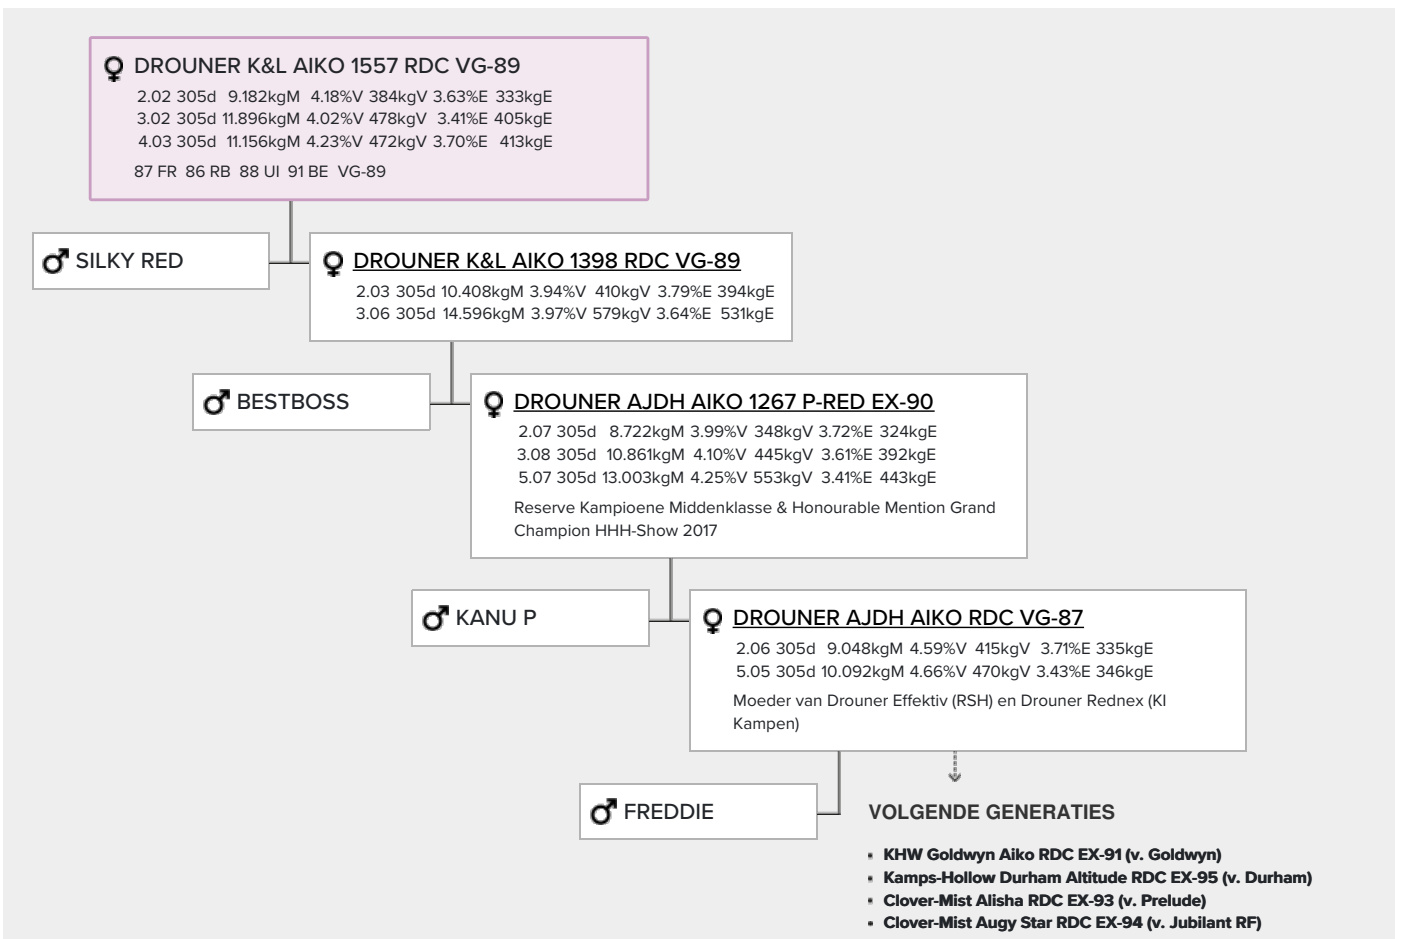 DROUNER K&L AIKO 1557 RDC VG-89
2.02 305d 9.182kgM 4.18%V 384kgV 3.63%E 333kgE
3.02 305d 11.896kgM 4.02%V 478kgV 3.41%E 405kgE
4.03 305d 11.156kgM 4.23%V 472kgV 3.70%E 413kgE
87 FR 86 RB 88 UI 91 BE VG-89
SILKY RED
DROUNER K&L AIKO 1398 RDC VG-89
2.03 305d 10.408kgM 3.94%V 410kgV 3.79%E 394kgE
3.06 305d 14.596kgM 3.97%V 579kgV 3.64%E 531kgE
BESTBOSS
DROUNER AJDH AIKO 1267 P-RED EX-90
2.07 305d 8.722kgM 3.99%V 348kgV 3.72%E 324kgE
3.08 305d 10.861kgM 4.10%V 445kgV 3.61%E 392kgE
5.07 305d 13.003kgM 4.25%V 553kgV 3.41%E 443kgE
Reserve Kampioene Middenklasse & Honourable Mention Grand
Champion HHH-Show 2017
KANU P
DROUNER AJDH AIKO RDC VG-87
2.06 305d 9.048kgM 4.59%V 415kgV 3.71%E 335kgE
5.05 305d 10.092kgM 4.66%V 470kgV 3.43%E 346kgE
Moeder van Drouner Effektiv (RSH) en Drouner Rednex (KI
Kampen)
FREDDIE
VOLGENDE GENERATIES
• KHW Goldwyn Aiko RDC EX-91 (v. Goldwyn)
• Kamps-Hollow Durham Altitude RDC EX-95 (v. Durham)
• Clover-Mist Alisha RDC EX-93 (v. Prelude)
• Clover-Mist Augy Star RDC EX-94 (v. Jubilant RF)